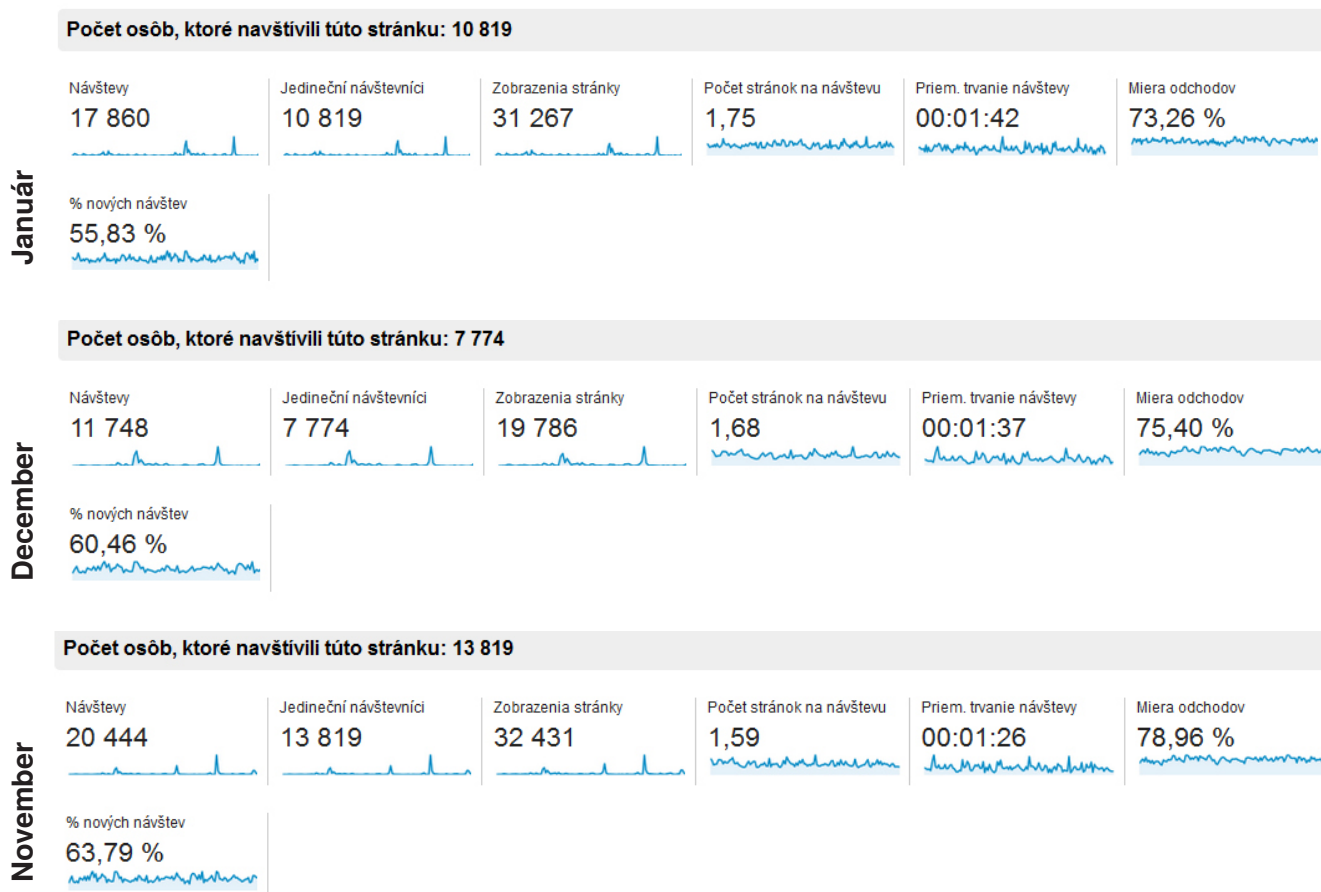 Počet osôb, ktoré navštívili túto stránku: 10 819
Návštevy
Jedineční návštevníci
Zobrazenia stránky
Počet stránok na návštevu
Priem. trvanie návštevy
Miera odchodov
17 860
10 819
31 267
1,75
00:01:42
73,26 %
Január
% nových návštev
55,83 %
Počet osôb, ktoré navštívili túto stránku: 7 774
Návštevy
Jedineční návštevníci
Zobrazenia stránky
Počet stránok na návštevu
Priem. trvanie návštevy
Miera odchodov
11 748
7 774
19 786
1,68
00:01:37
75,40 %
December
% nových návštev
60,46 %
Počet osôb, ktoré navštívili túto stránku: 13 819
Návštevy
Jedineční návštevníci
Zobrazenia stránky
Počet stránok na návštevu
Priem. trvanie návštevy
Miera odchodov
20 444
13 819
32 431
1,59
00:01:26
78,96 %
November
% nových návštev
63,79 %